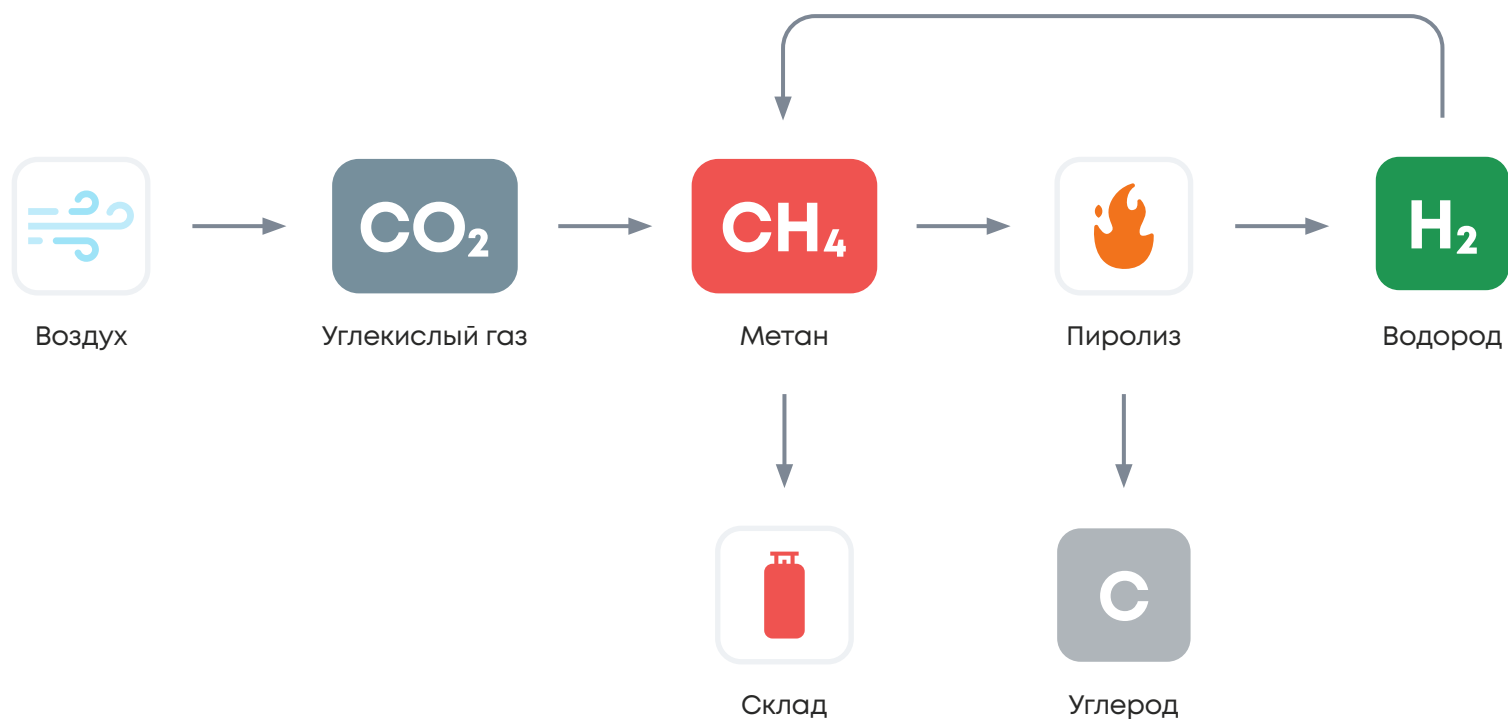 CO₂
CH₄
H₂
Воздух
Углекислый газ
Метан
Пиролиз
Водород
C
Склад
Углерод